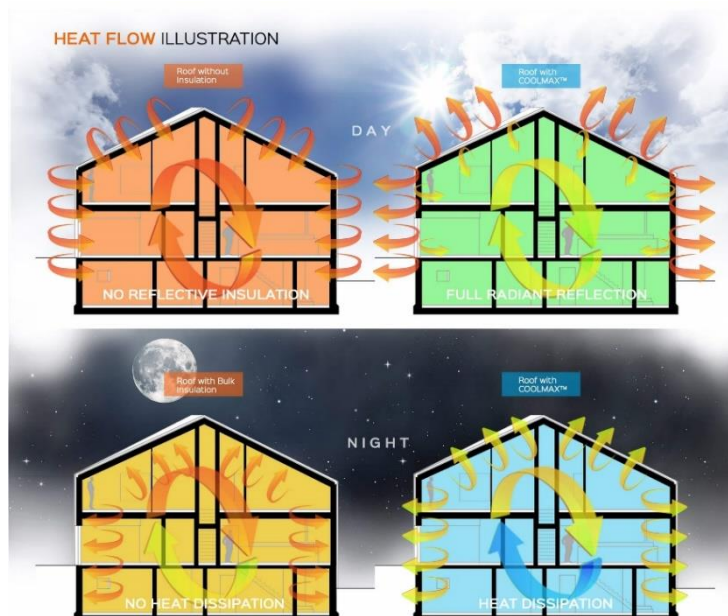 HEAT FLOW ILLUSTRATION
Roof without
Insulation
Roof with
COOLMAX™
DAY
NO REFLECTIVE INSULATION
FULL RADIANT REFLECTION
Roof with Bulk
Insulation
Roof with
COOLMAX™
NIGHT
NO HEAT DISSIPATION
HEAT DISSIPATION